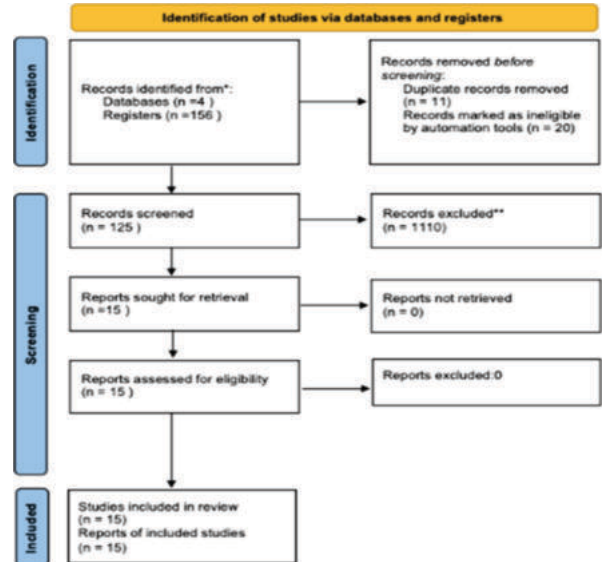 Identification of studies via databases and registers
Identification
Records identified from*:
Databases (n =4 )
Registers (n =156 )
Records removed before
screening:
Duplicate records removed
(n = 11)
Records marked as ineligible
by automation tools (n = 20)
Screening
Records screened
(n = 125 )
Records excluded**
(n = 1110)
Reports sought for retrieval
(n =15 )
Reports not retrieved
(n = 0)
Reports assessed for eligibility
(n = 15 )
Reports excluded:0
Included
Studies included in review
(n = 15)
Reports of included studies
(n = 15)